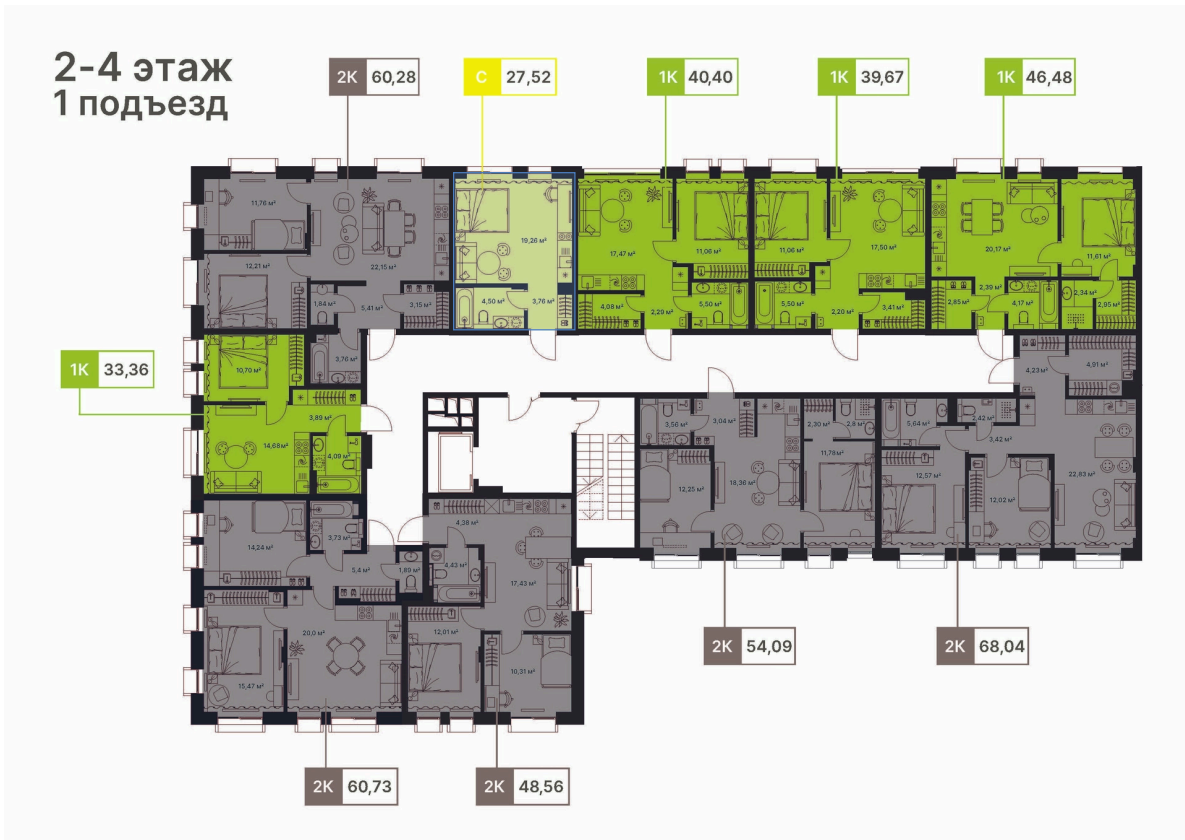 2-4 этаж
1 подъезд
2К 60,28
С 27,52
1К 40,40
1К 39,67
1К 46,48
11,76 м²
12,21 м²
22,15 м²
1,84 м²
5,41 м²
3,15 м²
3,76 м²
19,26 м²
4,50 м²
3,76 м²
17,47 м²
11,06 м²
4,08 м²
2,29 м²
5,50 м²
11,06 м²
17,50 м²
5,50 м²
2,20 м²
3,41 м²
20,17 м²
11,61 м²
2,85 м²
2,39 м²
4,17 м²
2,34 м²
2,95 м²
1К 33,36
10,70 м²
3,89 м²
14,68 м²
4,09 м²
4,23 м²
4,91 м²
3,56 м²
3,04 м²
2,30 м²
2,8 м²
11,78 м²
12,25 м²
18,36 м²
5,64 м²
2,42 м²
3,42 м²
12,57 м²
12,02 м²
22,83 м²
14,24 м²
3,73 м²
5,4 м²
1,89 м²
4,38 м²
4,43 м²
17,43 м²
20,0 м²
15,47 м²
12,01 м²
10,31 м²
2К 54,09
2К 68,04
2К 60,73
2К 48,56